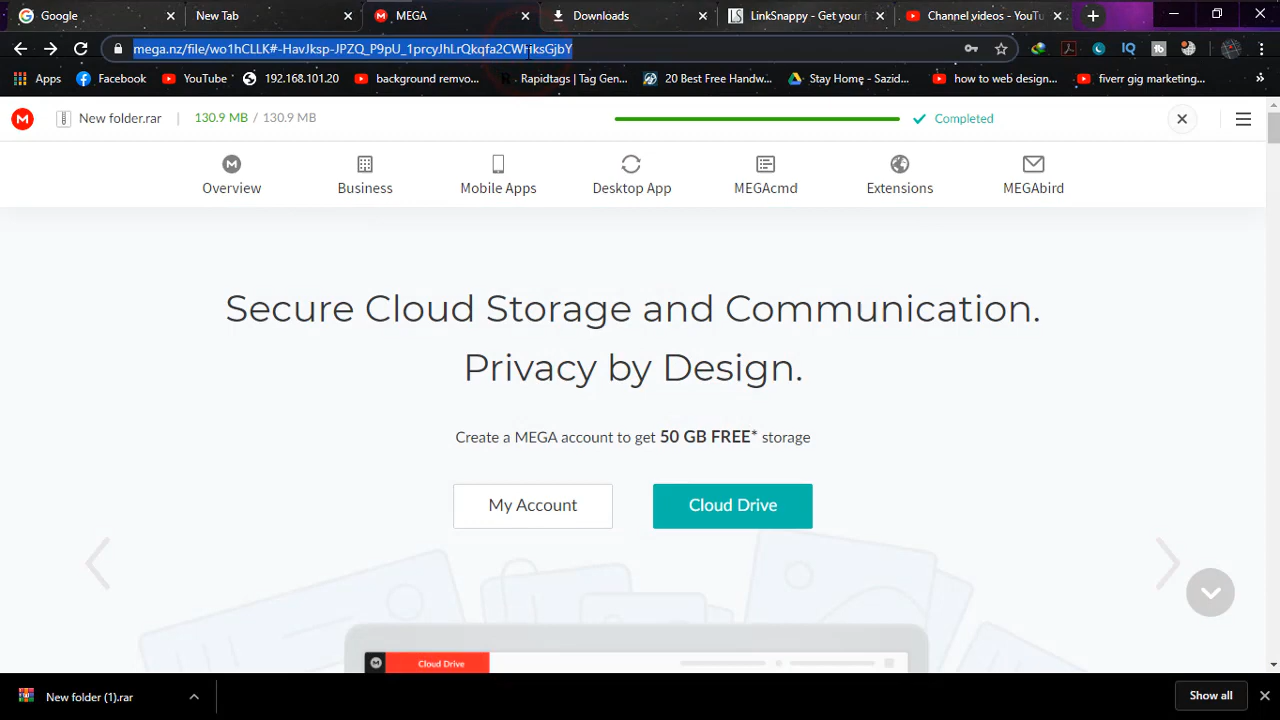 Google
New Tab
MEGA
Downloads
LinkSnappy - Get your
Channel videos - YouTu
mega.nz/file/wo1hCLLK#-HavJksp-JPZQ_P9pU_1prcyJhLrQkqfa2CWHiksGjbY
Apps
Facebook
YouTube
192.168.101.20
background remvo...
Rapidtags | Tag Gen...
20 Best Free Handw...
Stay Home - Sazid...
how to web design...
fiverr gig marketing...
New folder.rar
130.9 MB / 130.9 MB
Completed
Overview
Business
Mobile Apps
Desktop App
MEGAcmd
Extensions
MEGAbird
Secure Cloud Storage and Communication.
Privacy by Design.
Create a MEGA account to get 50 GB FREE* storage
My Account
Cloud Drive
Cloud Drive
New folder (1).rar
Show all